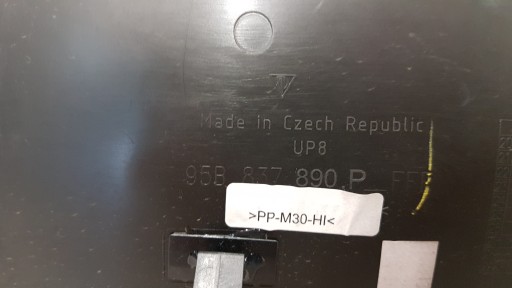 Made in Czech Republic
UP8
95B 837 890 P
>PP-M30-HI<